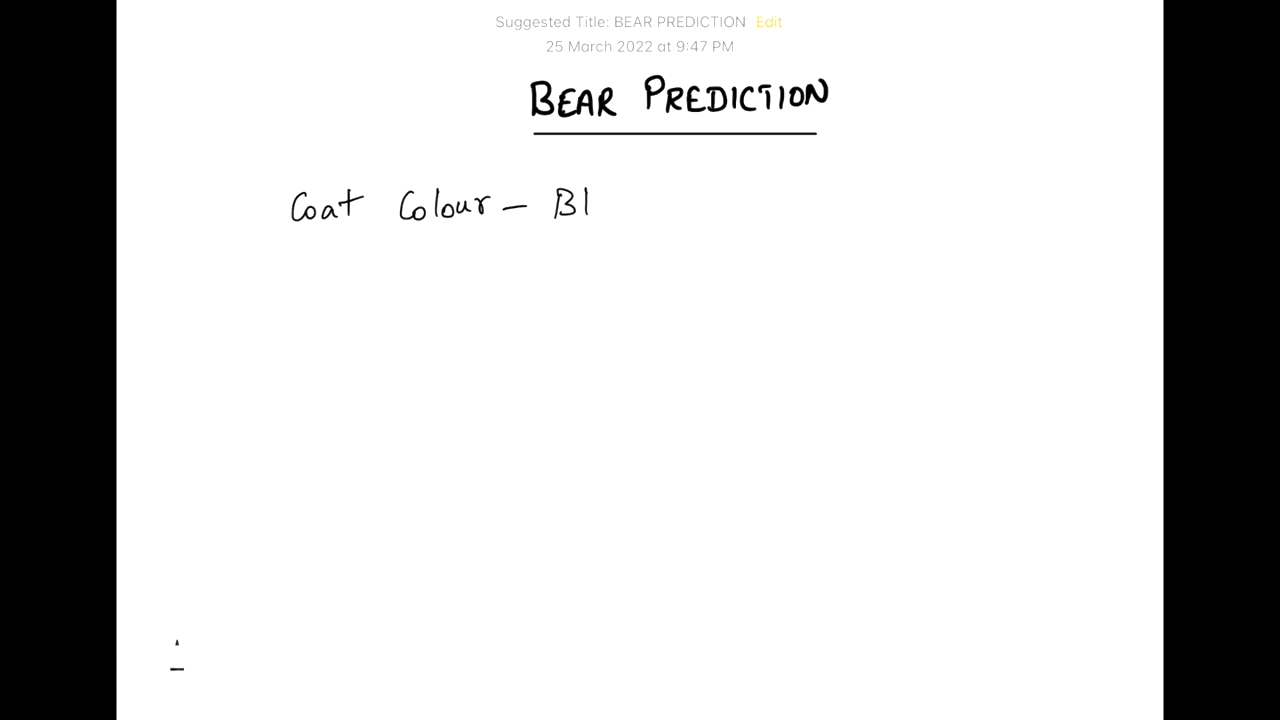 Suggested Title: BEAR PREDICTION Edit
25 March 2022 at 9:47 PM
BEAR PREDICTION
Coat Colour - Bl